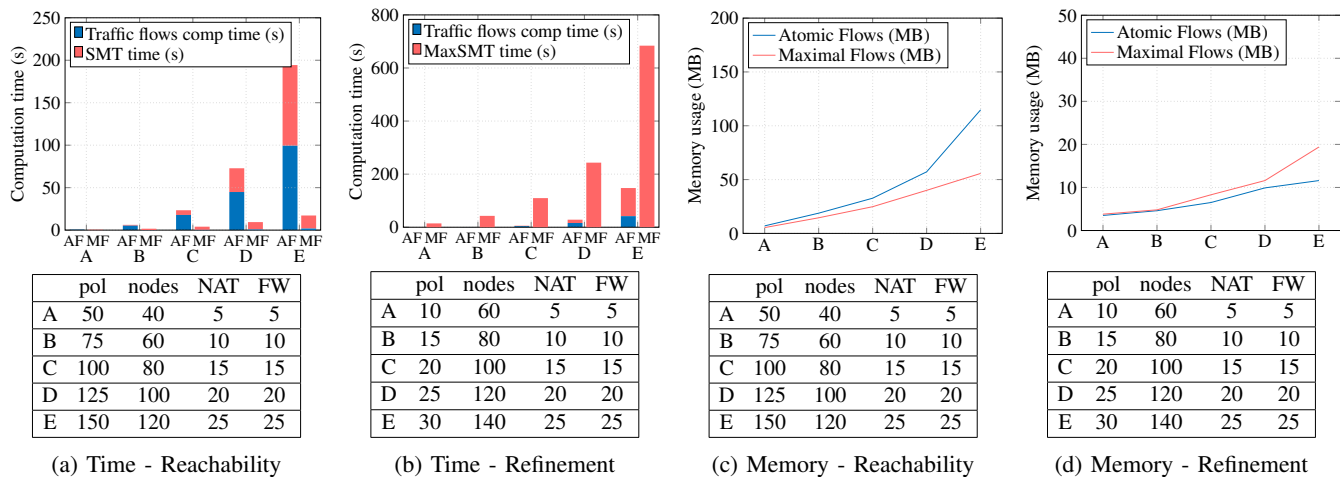 Traffic flows comp time (s)
SMT time (s)
Computation time (s)
300
250
200
150
100
50
0
AF MF AF MF AF MF AF MF AF MF
A B C D E
pol nodes NAT FW
A 50 40 5 5
B 75 60 10 10
C 100 80 15 15
D 125 100 20 20
E 150 120 25 25
(a) Time - Reachability
Traffic flows comp time (s)
MaxSMT time (s)
Computation time (s)
800
600
400
200
0
AF MF AF MF AF MF AF MF AF MF
A B C D E
pol nodes NAT FW
A 10 60 5 5
B 15 80 10 10
C 20 100 15 15
D 25 120 20 20
E 30 140 25 25
(b) Time - Refinement
Atomic Flows (MB)
Maximal Flows (MB)
Memory usage (MB)
200
150
100
50
0
A B C D E
pol nodes NAT FW
A 50 40 5 5
B 75 60 10 10
C 100 80 15 15
D 125 100 20 20
E 150 120 25 25
(c) Memory - Reachability
Atomic Flows (MB)
Maximal Flows (MB)
Memory usage (MB)
50
40
30
20
10
0
A B C D E
pol nodes NAT FW
A 10 60 5 5
B 15 80 10 10
C 20 100 15 15
D 25 120 20 20
E 30 140 25 25
(d) Memory - Refinement